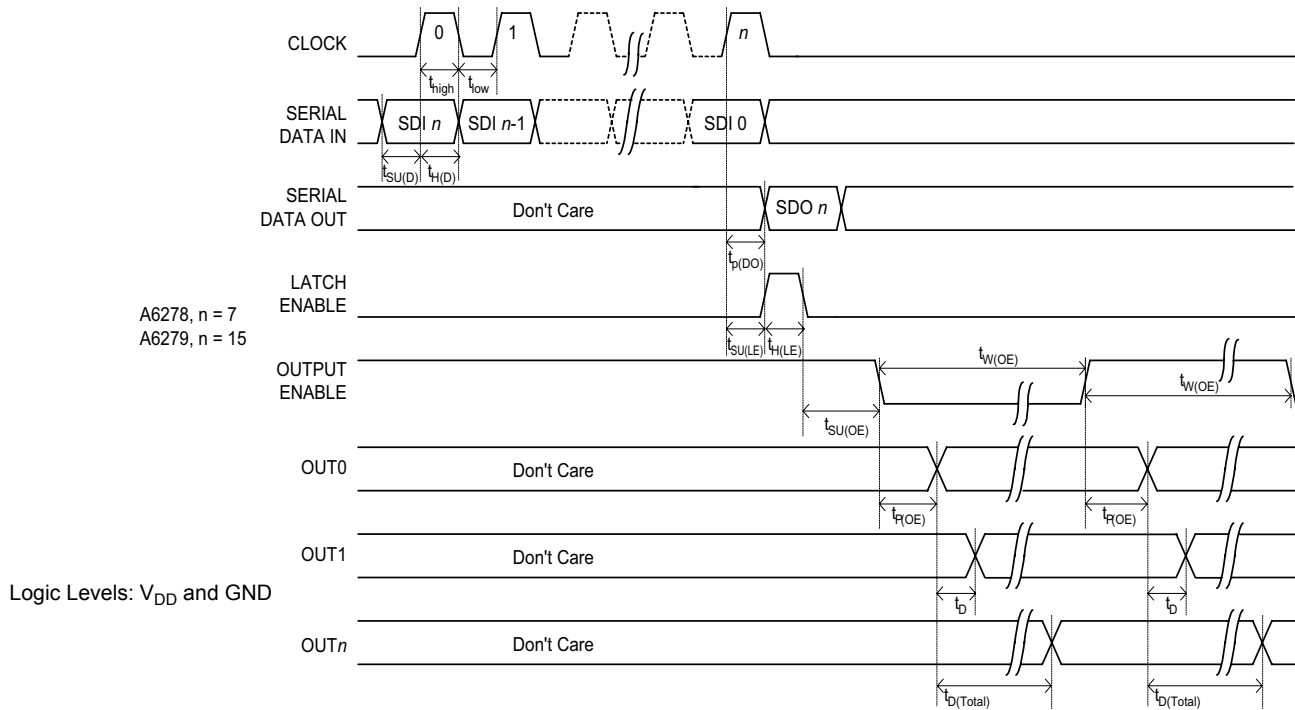 CLOCK
0
1
n
t_high
t_low
SERIAL
DATA IN
SDI n
SDI n-1
SDI 0
t_SU(D)
t_H(D)
SERIAL
DATA OUT
Don't Care
SDO n
t_p(DO)
LATCH
ENABLE
A6278, n = 7
A6279, n = 15
t_SU(LE)
t_H(LE)
OUTPUT
ENABLE
t_W(OE)
t_W(OE)
t_SU(OE)
OUT0
Don't Care
t_P(OE)
t_P(OE)
OUT1
Don't Care
t_D
t_D
Logic Levels: V_DD and GND
OUTn
Don't Care
t_D(Total)
t_D(Total)